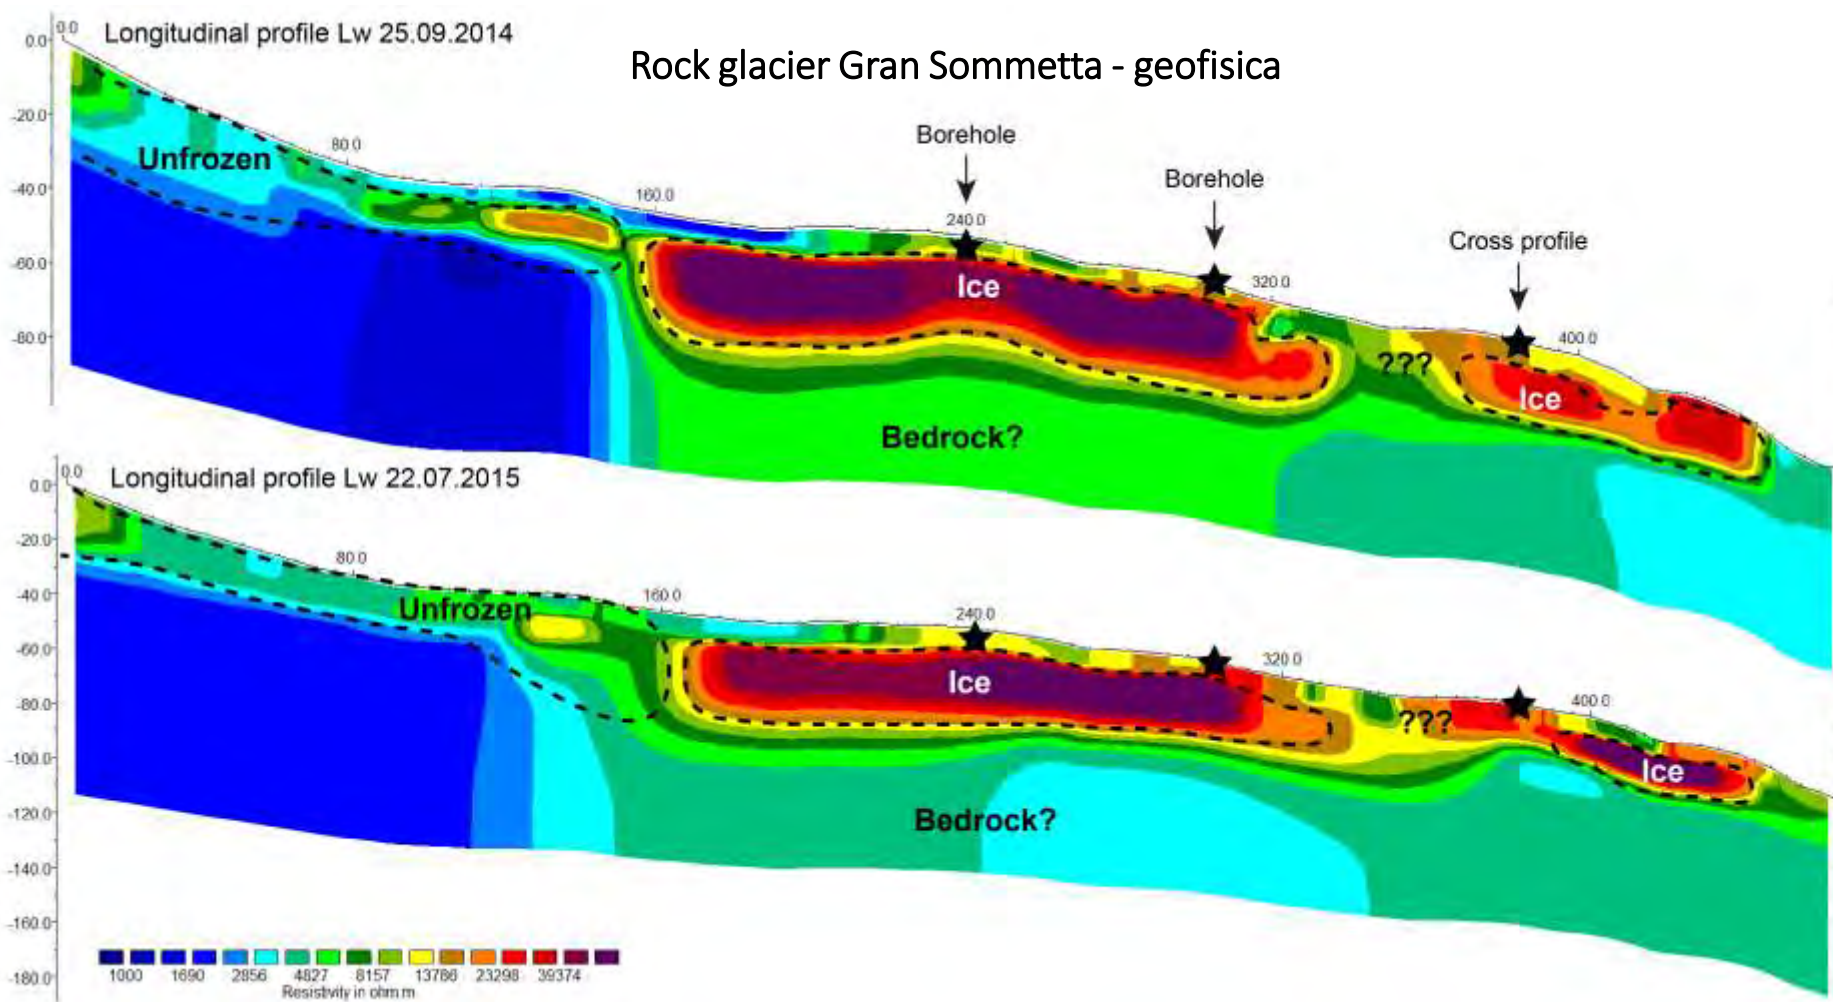 Longitudinal profile Lw 25.09.2014
Rock glacier Gran Sommetta - geofisica
0.0
0.0
-20.0
-40.0
-60.0
-80.0
80.0
160.0
240.0
320.0
400.0
Borehole
Borehole
Cross profile
Unfrozen
Ice
???
Ice
Bedrock?
Longitudinal profile Lw 22.07.2015
0.0
0.0
-20.0
-40.0
-60.0
-80.0
-100.0
-120.0
-140.0
-160.0
-180.0
80.0
160.0
240.0
320.0
400.0
Unfrozen
Ice
???
Ice
Bedrock?
1000 1690 2856 4827 8157 13786 23298 39374
Resistivity in ohm.m